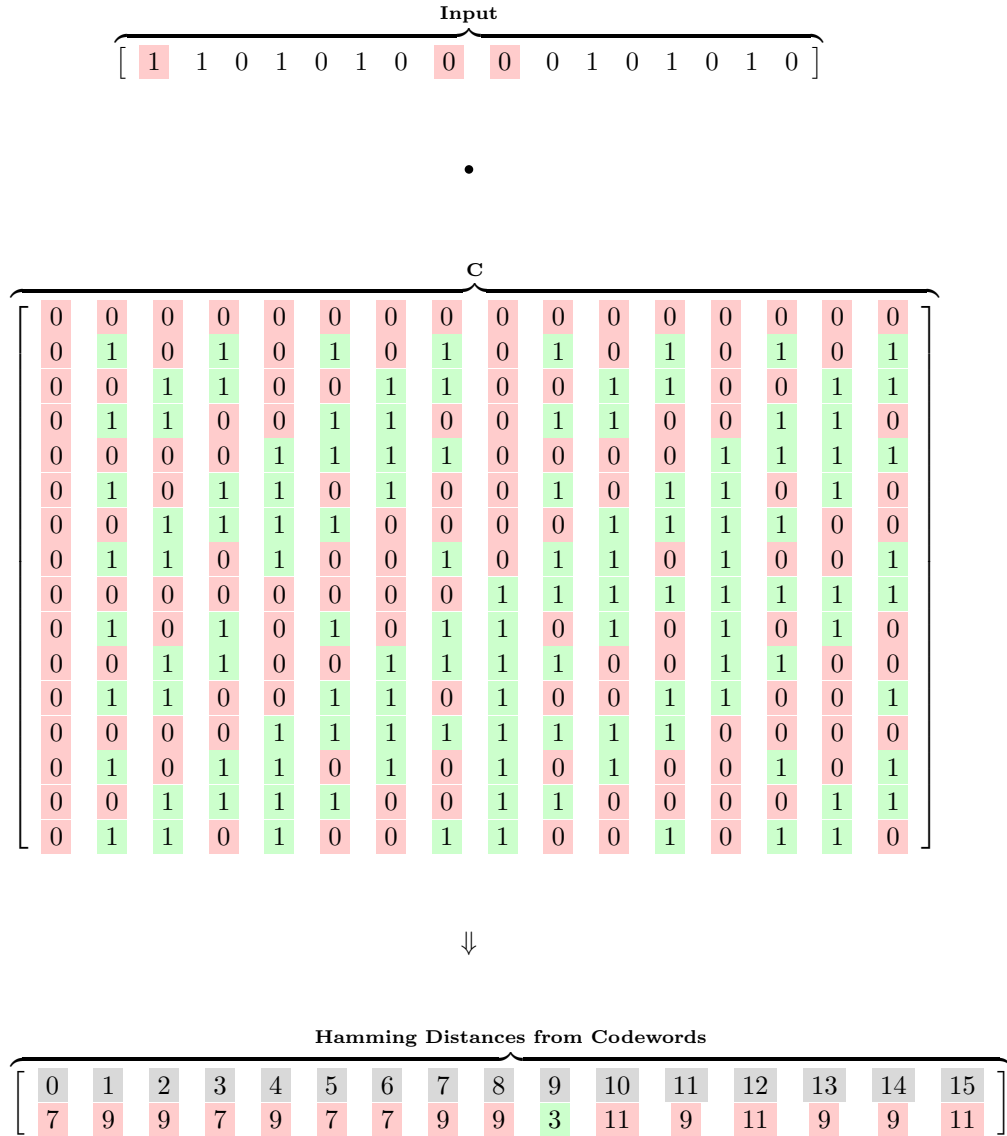 Input
[ 1 1 0 1 0 1 0 0 0 0 1 0 1 0 1 0 ]
•
C
0 0 0 0 0 0 0 0 0 0 0 0 0 0 0 0
0 1 0 1 0 1 0 1 0 1 0 1 0 1 0 1
0 0 1 1 0 0 1 1 0 0 1 1 0 0 1 1
0 1 1 0 0 1 1 0 0 1 1 0 0 1 1 0
0 0 0 0 1 1 1 1 0 0 0 0 1 1 1 1
0 1 0 1 1 0 1 0 0 1 0 1 1 0 1 0
0 0 1 1 1 1 0 0 0 0 1 1 1 1 0 0
0 1 1 0 1 0 0 1 0 1 1 0 1 0 0 1
0 0 0 0 0 0 0 0 1 1 1 1 1 1 1 1
0 1 0 1 0 1 0 1 1 0 1 0 1 0 1 0
0 0 1 1 0 0 1 1 1 1 0 0 1 1 0 0
0 1 1 0 0 1 1 0 1 0 0 1 1 0 0 1
0 0 0 0 1 1 1 1 1 1 1 1 0 0 0 0
0 1 0 1 1 0 1 0 1 0 1 0 0 1 0 1
0 0 1 1 1 1 0 0 1 1 0 0 0 0 1 1
0 1 1 0 1 0 0 1 1 0 0 1 0 1 1 0
⇓
Hamming Distances from Codewords
0 1 2 3 4 5 6 7 8 9 10 11 12 13 14 15
7 9 9 7 9 7 7 9 9 3 11 9 11 9 9 11